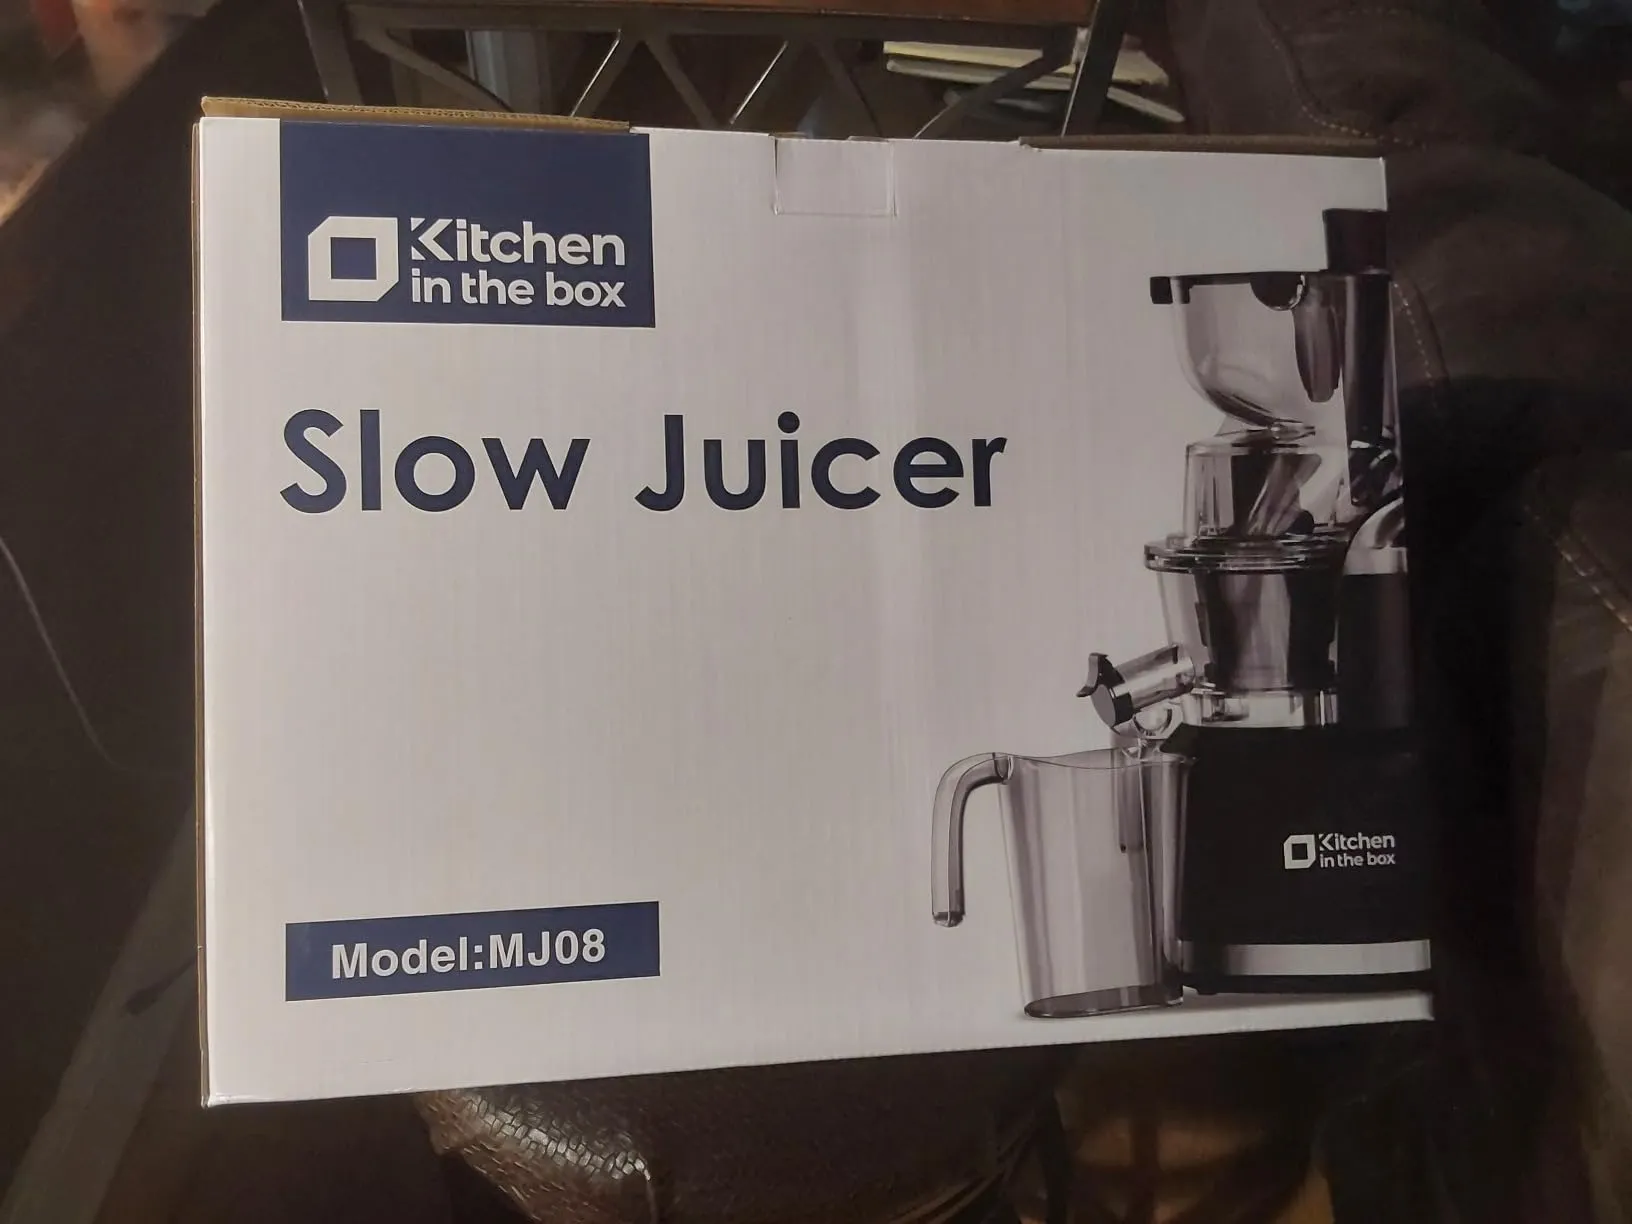 Kitchen
in the box
Slow Juicer
Kitchen
in the box
Model:MJ08